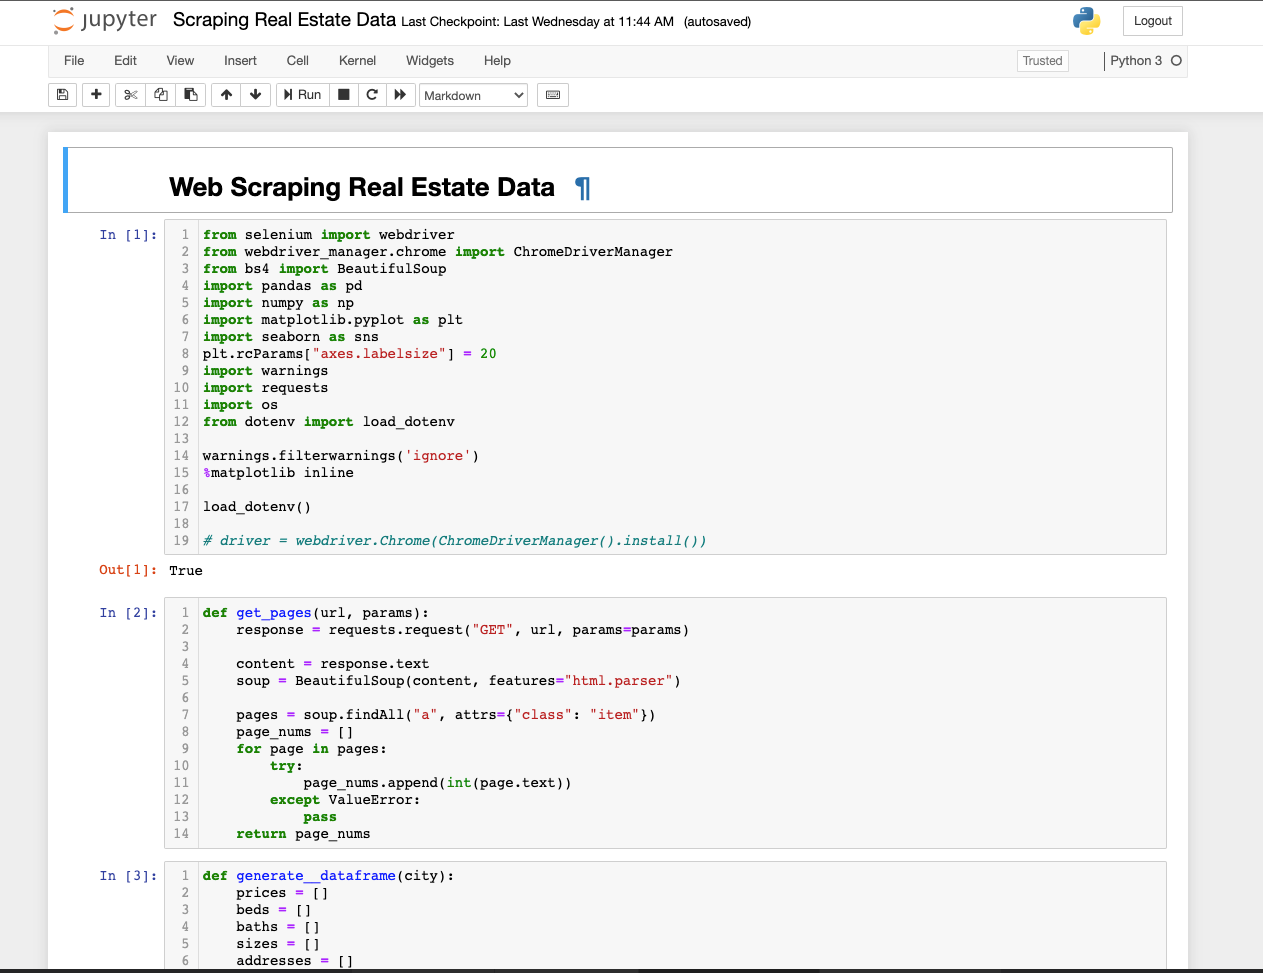 jupyter Scraping Real Estate Data Last Checkpoint: Last Wednesday at 11:44 AM (autosaved)
Logout
File Edit View Insert Cell Kernel Widgets Help
Trusted
Python 3
Run
Markdown
Web Scraping Real Estate Data ¶
In [1]:
1 from selenium import webdriver
2 from webdriver_manager.chrome import ChromeDriverManager
3 from bs4 import BeautifulSoup
4 import pandas as pd
5 import numpy as np
6 import matplotlib.pyplot as plt
7 import seaborn as sns
8 plt.rcParams["axes.labelsize"] = 20
9 import warnings
10 import requests
11 import os
12 from dotenv import load_dotenv
13
14 warnings.filterwarnings('ignore')
15 %matplotlib inline
16
17 load_dotenv()
18
19 # driver = webdriver.Chrome(ChromeDriverManager().install())
Out[1]: True
In [2]:
1 def get_pages(url, params):
2     response = requests.request("GET", url, params=params)
3
4     content = response.text
5     soup = BeautifulSoup(content, features="html.parser")
6
7     pages = soup.findAll("a", attrs={"class": "item"})
8     page_nums = []
9     for page in pages:
10         try:
11             page_nums.append(int(page.text))
12         except ValueError:
13             pass
14     return page_nums
In [3]:
1 def generate__dataframe(city):
2     prices = []
3     beds = []
4     baths = []
5     sizes = []
6     addresses = []